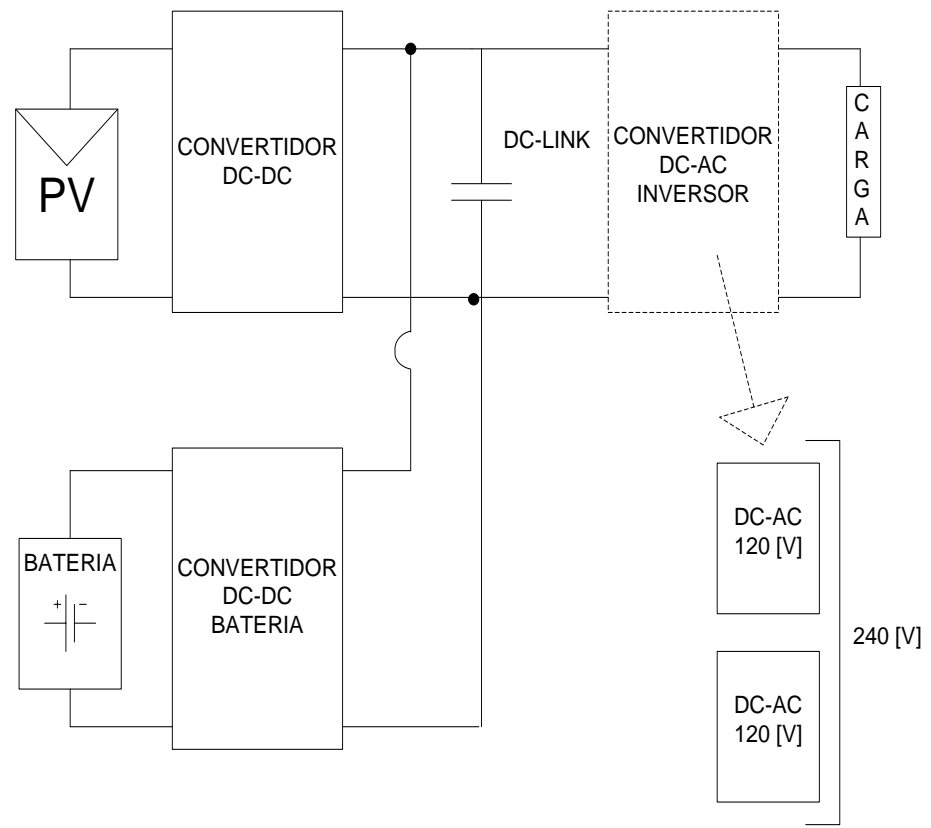 PV
CONVERTIDOR
DC-DC
DC-LINK
CONVERTIDOR
DC-AC
INVERSOR
C
A
R
G
A
BATERIA
+ -
CONVERTIDOR
DC-DC
BATERIA
DC-AC
120 [V]
DC-AC
120 [V]
240 [V]